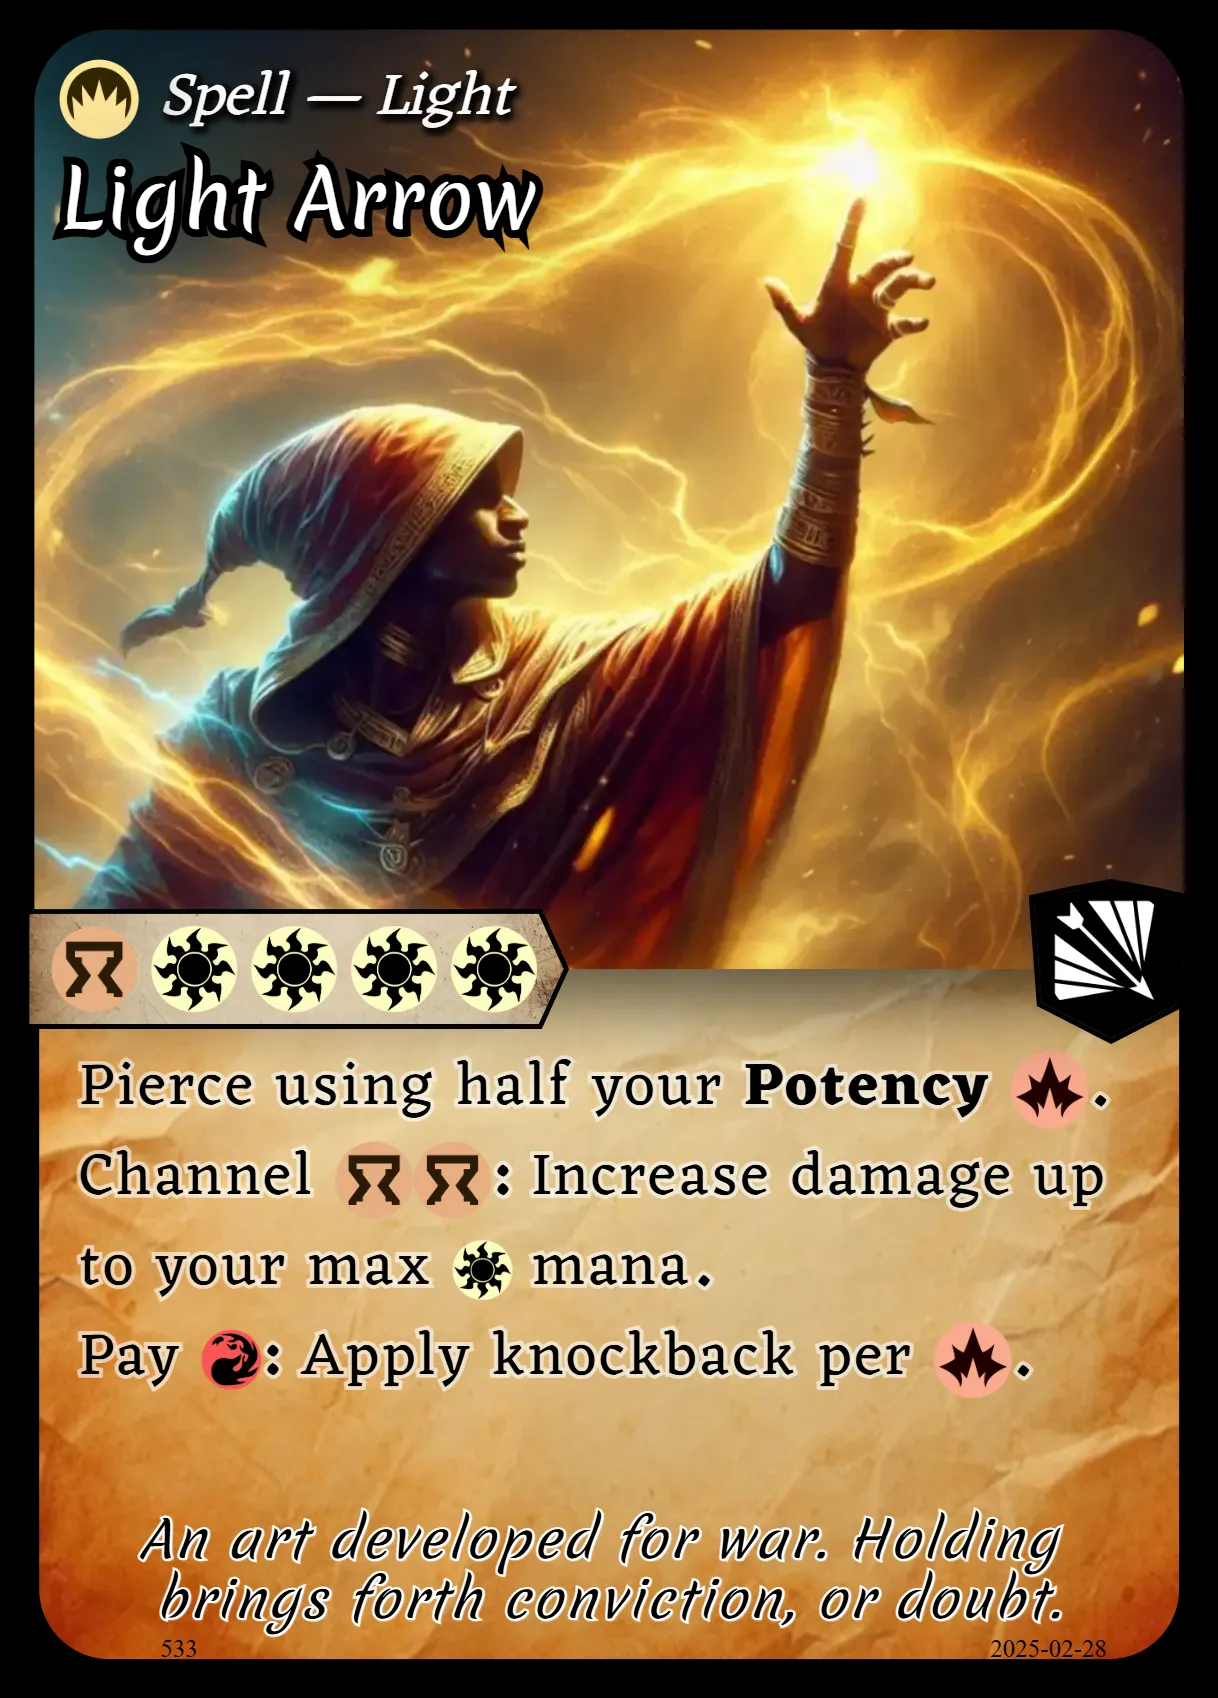 Spell — Light
Light Arrow
Pierce using half your Potency .
Channel : Increase damage up
to your max mana.
Pay : Apply knockback per .
An art developed for war. Holding
brings forth conviction, or doubt.
533
2025-02-28